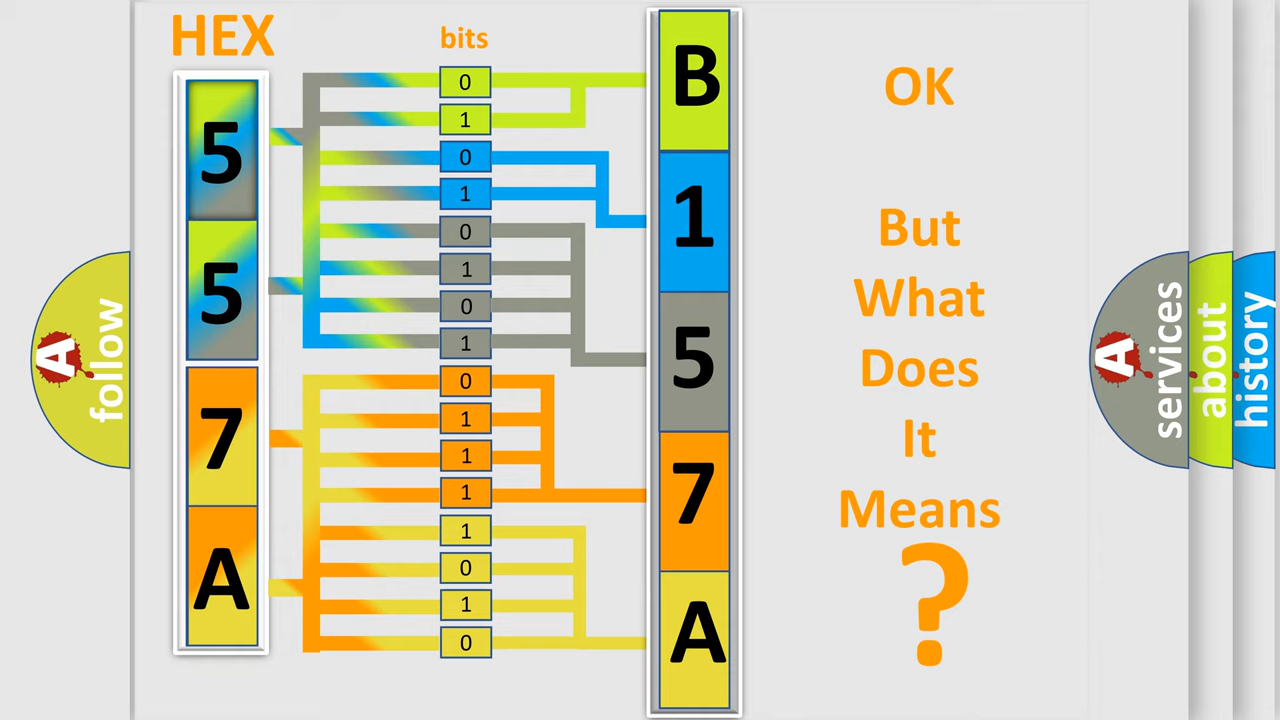 HEX
bits
5
5
7
A
0
1
0
1
0
1
0
1
0
1
1
1
1
0
1
0
B
1
5
7
A
OK
But
What
Does
It
Means
?
A
follow
A
services
about
history